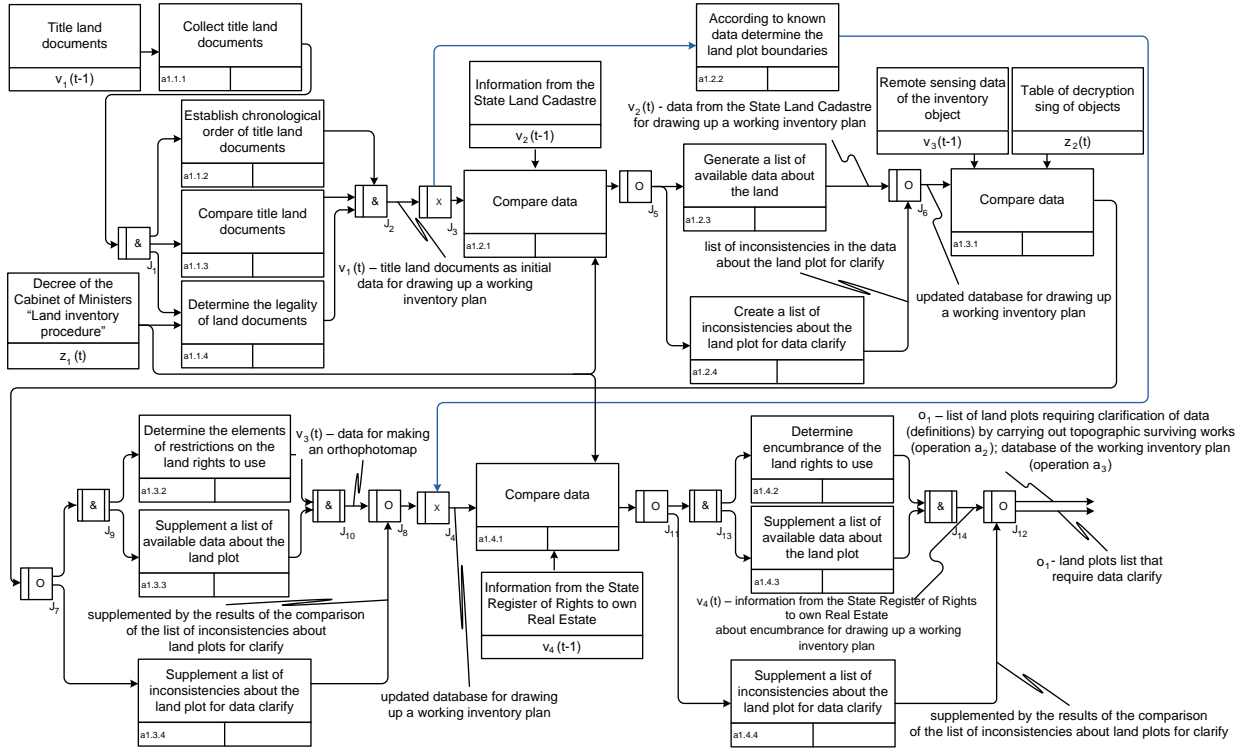 Title land
documents
v1(t-1)
Collect title land
documents
a1.1.1
According to known
data determine the
land plot boundaries
a1.2.2
Information from the
State Land Cadastre
v2(t-1)
v2(t) - data from the State Land Cadastre
for drawing up a working inventory plan
Remote sensing data
of the inventory
object
v3(t-1)
Table of decryption
sing of objects
z2(t)
Establish chronological
order of title land
documents
a1.1.2
Compare title land
documents
a1.1.3
Determine the legality
of land documents
a1.1.4
&
J1
&
J2
x
J3
Compare data
a1.2.1
O
J5
Generate a list of
available data about
the land
a1.2.3
O
J6
Compare data
a1.3.1
v1(t) – title land documents as initial
data for drawing up a working
inventory plan
list of inconsistencies in the data
about the land plot for clarify
updated database for drawing up
a working inventory plan
Decree of the
Cabinet of Ministers
“Land inventory
procedure”
z1(t)
Create a list of
inconsistencies about the
land plot for data clarify
a1.2.4
Determine the elements
of restrictions on the
land rights to use
a1.3.2
v3(t) – data for making
an orthophotomap
&
J9
Supplement a list of
available data about the
land plot
a1.3.3
&
J10
O
J8
x
J4
Compare data
a1.4.1
O
J11
&
J13
Determine
encumbrance of the
land rights to use
a1.4.2
Supplement a list of
available data about
the land plot
a1.4.3
&
J14
O
J12
o1 – list of land plots requiring clarification of data
(definitions) by carrying out topographic surviving works
(operation a2); database of the working inventory plan
(operation a3)
o1- land plots list that
require data clarify
O
J7
supplemented by the results of the comparison
of the list of inconsistencies about
land plots for clarify
Information from the State
Register of Rights to own
Real Estate
v4(t-1)
v4(t) – information from the State Register of Rights
to own Real Estate
about encumbrance for drawing up a working
inventory plan
Supplement a list of
inconsistencies about the
land plot for data clarify
a1.3.4
updated database for drawing
up a working inventory plan
Supplement a list of
inconsistencies about the
land plot for data clarify
a1.4.4
supplemented by the results of the comparison
of the list of inconsistencies about land plots for clarify